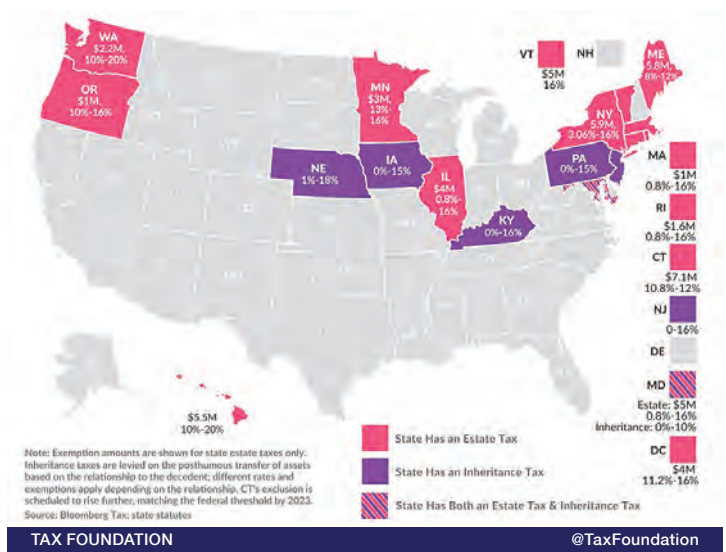 WA
$2.2M,
10%-20%
OR
$1M,
10%-16%
MN
$3M,
13%-
16%
VT
$5M
16%
NH
ME
5.8M,
8%-12%
NY
5.9M,
3.06%-16%
NE
1%-18%
IA
0%-15%
IL
$4M
0.8%-
16%
KY
0%-16%
PA
0%-15%
MA
$1M
0.8%-16%
RI
$1.6M
0.8%-16%
CT
$7.1M
10.8%-12%
NJ
0-16%
DE
MD
Estate: $5M
0.8%-16%
Inheritance: 0%-10%
DC
$4M
11.2%-16%
$5.5M
10%-20%
State Has an Estate Tax
State Has an Inheritance Tax
State Has Both an Estate Tax & Inheritance Tax
Note: Exemption amounts are shown for state estate taxes only.
Inheritance taxes are levied on the posthumous transfer of assets
based on the relationship to the decedent; different rates and
exemptions apply depending on the relationship. CT's exclusion is
scheduled to rise further, matching the federal threshold by 2023.
Source: Bloomberg Tax; state statutes
TAX FOUNDATION
@TaxFoundation